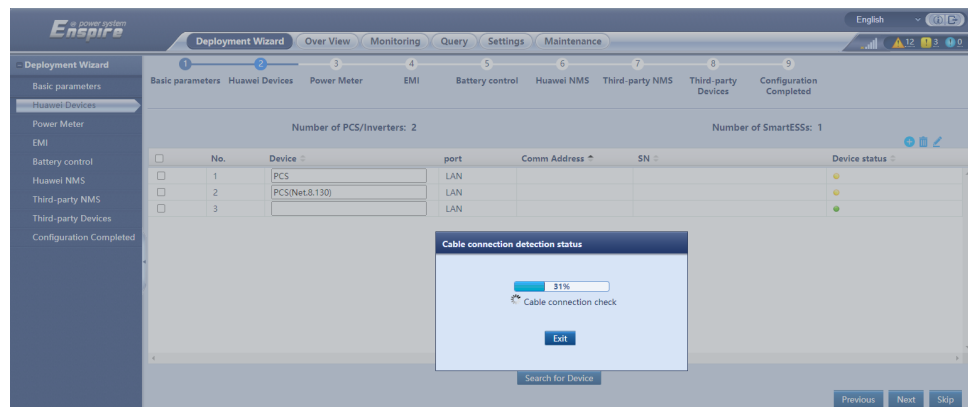 English
e power system
Enspire
Deployment Wizard Over View Monitoring Query Settings Maintenance
12 3 0
Deployment Wizard
Basic parameters
Huawei Devices
Power Meter
EMI
Battery control
Huawei NMS
Third-party NMS
Third-party Devices
Configuration Completed
1 2 3 4 5 6 7 8 9
Basic parameters Huawei Devices Power Meter EMI Battery control Huawei NMS Third-party NMS Third-party Devices Configuration Completed
Number of PCS/Inverters: 2 Number of SmartESSs: 1
No. Device port Comm Address SN Device status
1 PCS LAN
2 PCS(Net.8.130) LAN
3 LAN
Cable connection detection status
31%
Cable connection check
Exit
Search for Device
Previous Next Skip